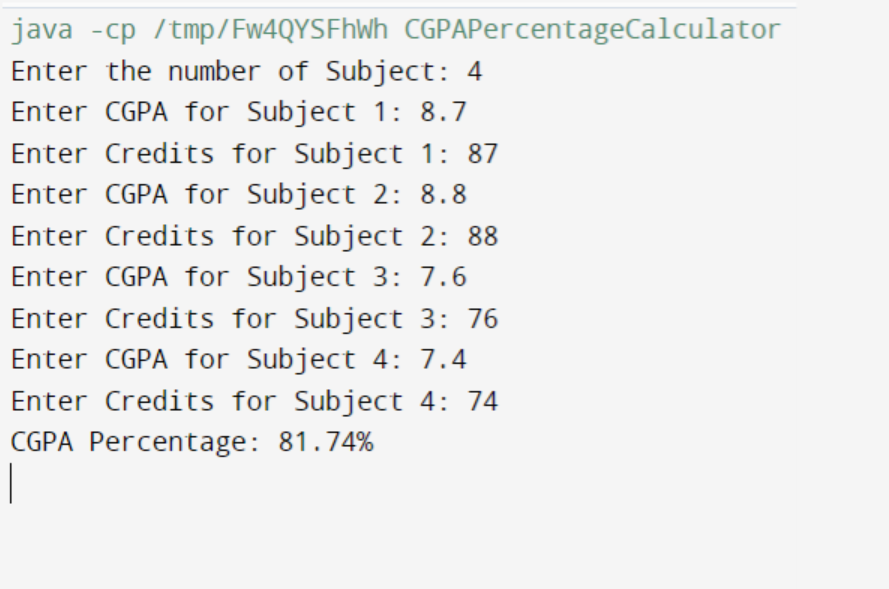 java -cp /tmp/Fw4QYSFhWh CGPAPercentageCalculator
Enter the number of Subject: 4
Enter CGPA for Subject 1: 8.7
Enter Credits for Subject 1: 87
Enter CGPA for Subject 2: 8.8
Enter Credits for Subject 2: 88
Enter CGPA for Subject 3: 7.6
Enter Credits for Subject 3: 76
Enter CGPA for Subject 4: 7.4
Enter Credits for Subject 4: 74
CGPA Percentage: 81.74%